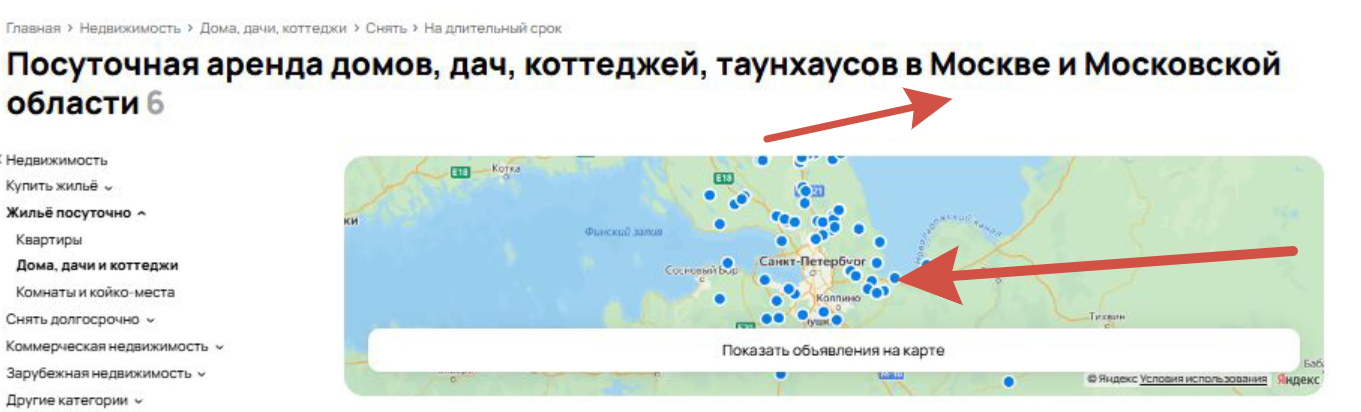 Главная > Недвижимость > Дома, дачи, коттеджи > Снять > На длительный срок
Посуточная аренда домов, дач, коттеджей, таунхаусов в Москве и Московской
области 6
Недвижимость
Купить жильё
Жильё посуточно
Квартиры
Дома, дачи и коттеджи
Комнаты и койко-места
Снять долгосрочно
Коммерческая недвижимость
Зарубежная недвижимость
Другие категории
E18
Котка
E18
21
ки
Финский залив
Санкт-Петербург
Сосновый Бор
Колпино
Тихвин
Показать объявления на карте
© Яндекс Условия использования Яндекс